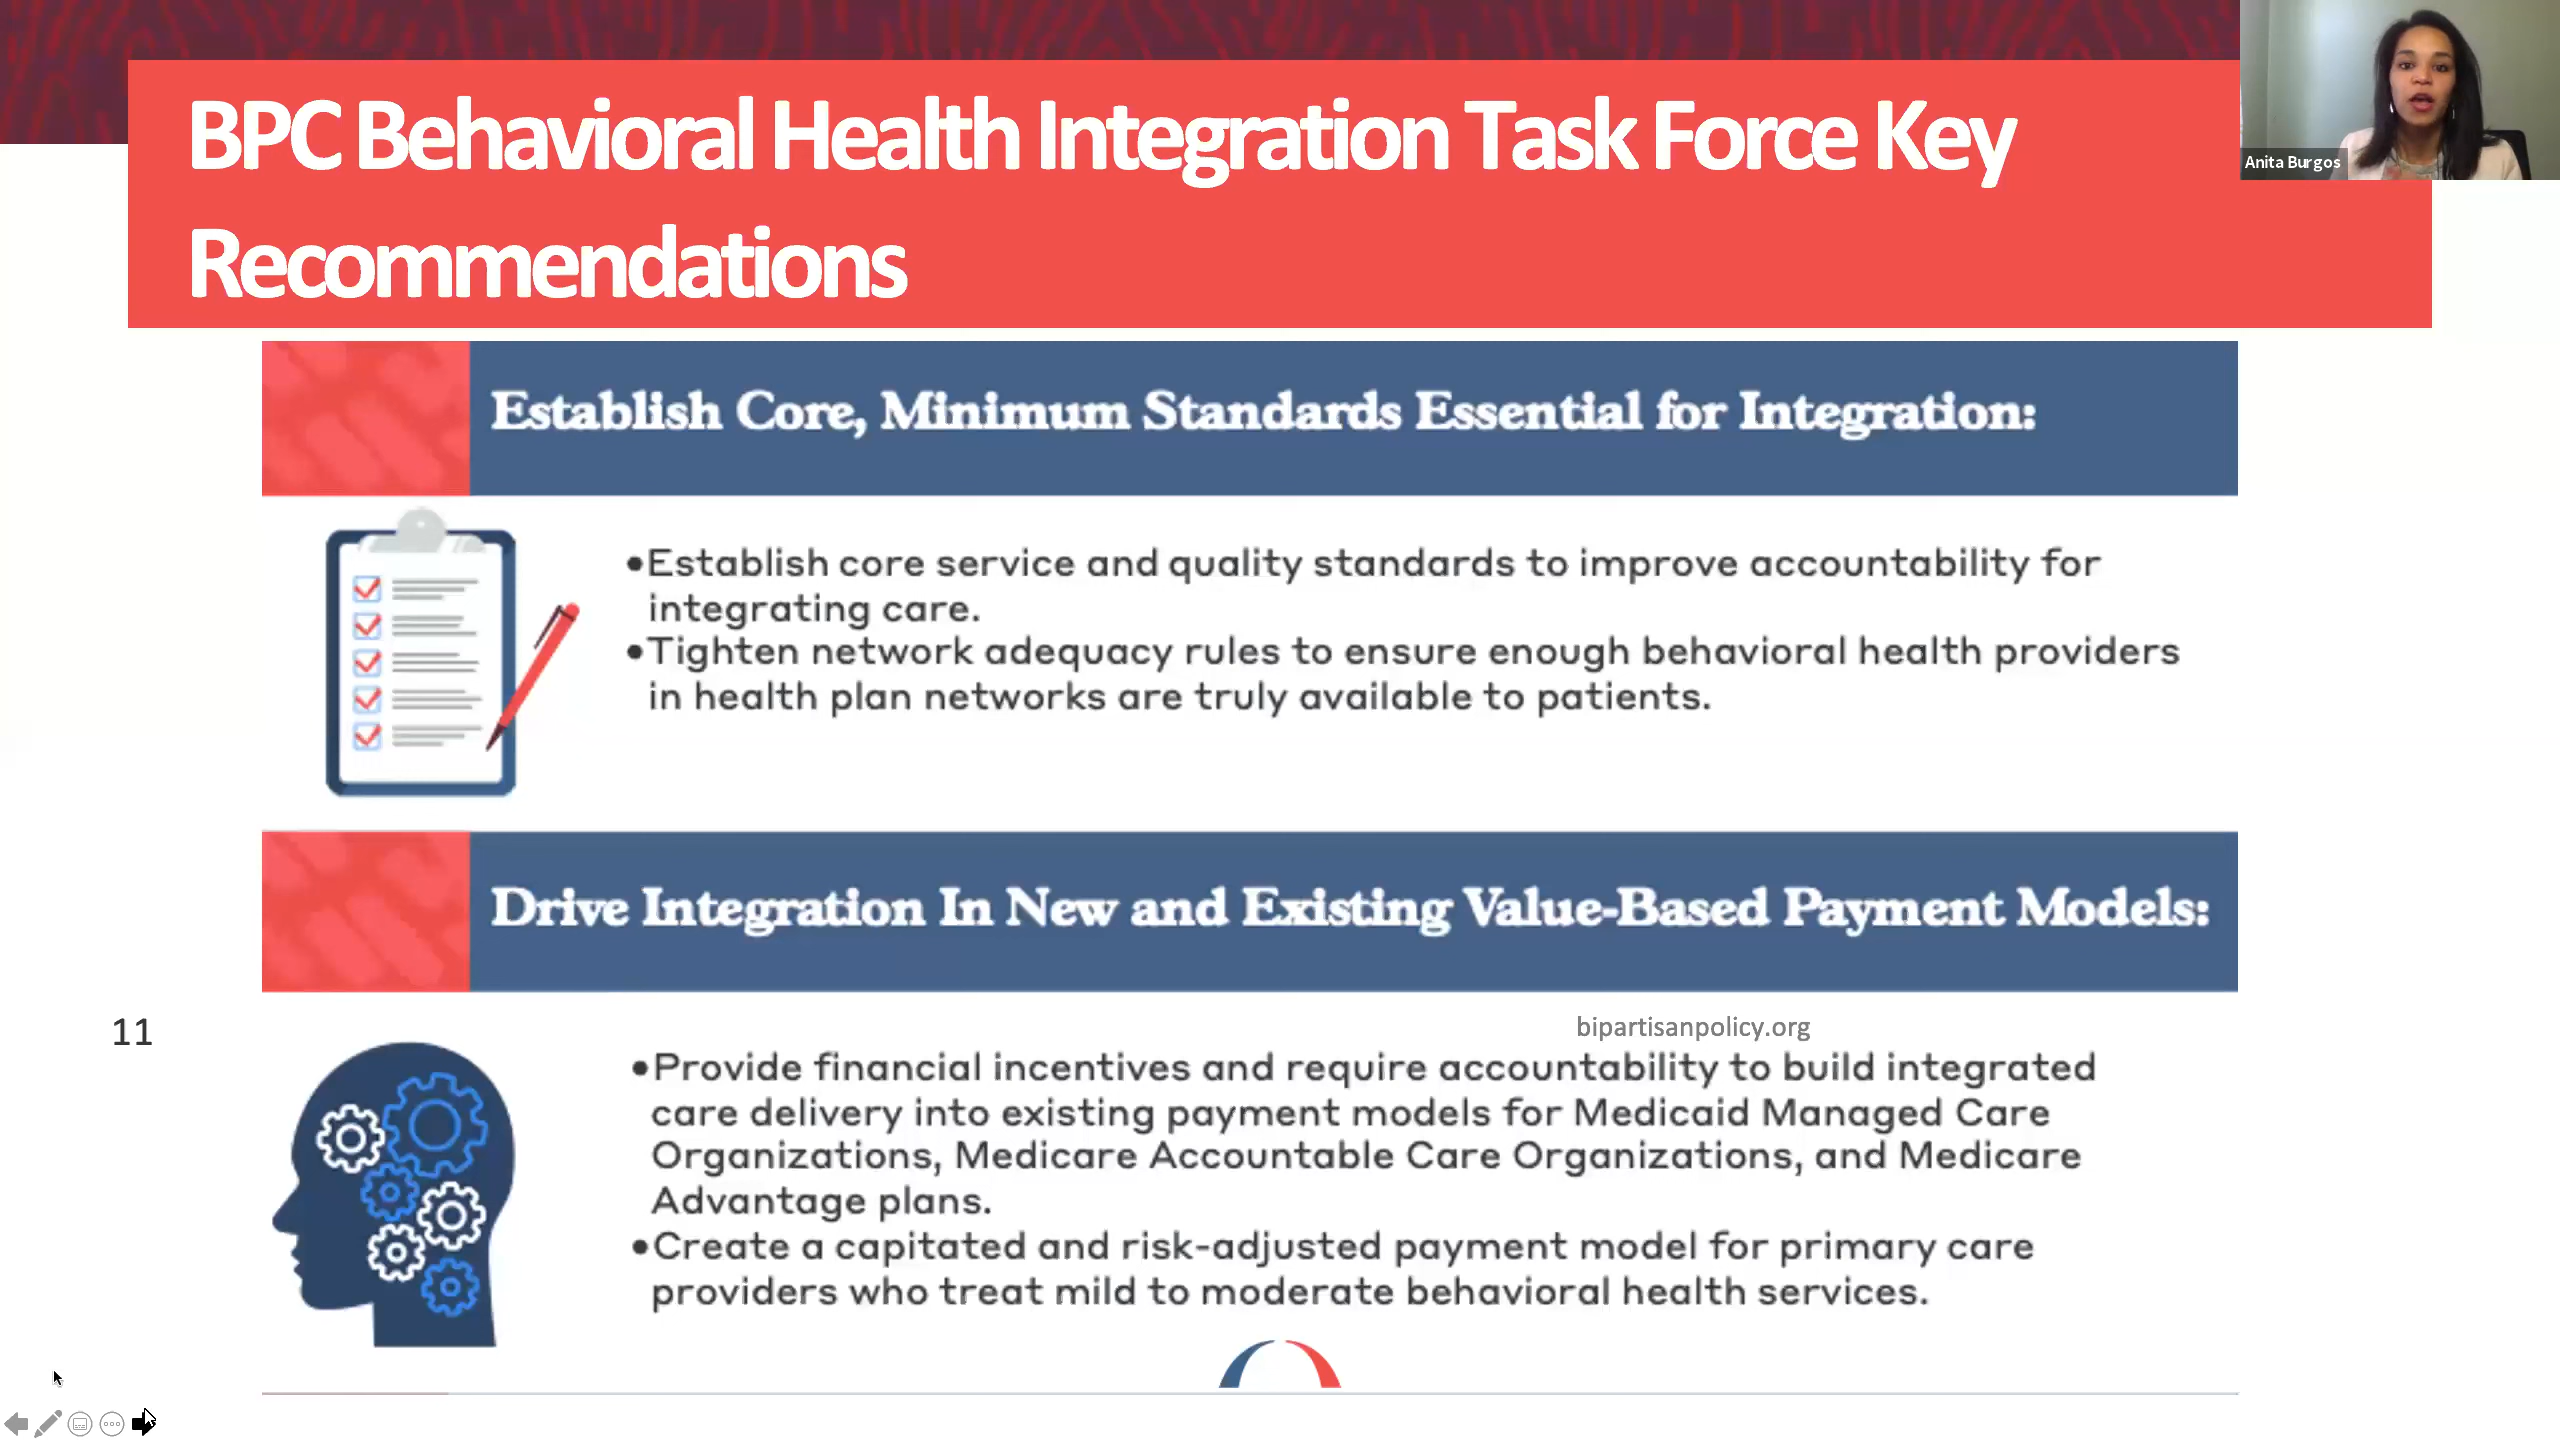 BPC Behavioral Health Integration Task Force Key
Recommendations
Anita Burgos
Establish Core, Minimum Standards Essential for Integration:
•Establish core service and quality standards to improve accountability for
integrating care.
•Tighten network adequacy rules to ensure enough behavioral health providers
in health plan networks are truly available to patients.
Drive Integration In New and Existing Value-Based Payment Models:
11
bipartisanpolicy.org
•Provide financial incentives and require accountability to build integrated
care delivery into existing payment models for Medicaid Managed Care
Organizations, Medicare Accountable Care Organizations, and Medicare
Advantage plans.
•Create a capitated and risk-adjusted payment model for primary care
providers who treat mild to moderate behavioral health services.